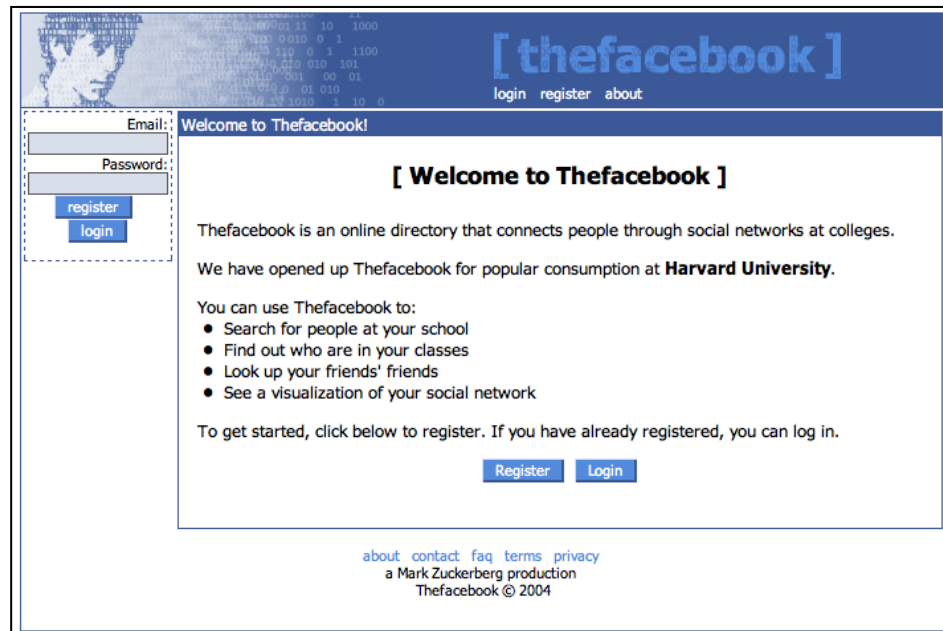 [ thefacebook ]
login register about
Email:
Password:
register
login
Welcome to Thefacebook!
[ Welcome to Thefacebook ]
Thefacebook is an online directory that connects people through social networks at colleges.
We have opened up Thefacebook for popular consumption at Harvard University.
You can use Thefacebook to:
• Search for people at your school
• Find out who are in your classes
• Look up your friends' friends
• See a visualization of your social network
To get started, click below to register. If you have already registered, you can log in.
Register Login
about contact faq terms privacy
a Mark Zuckerberg production
Thefacebook © 2004